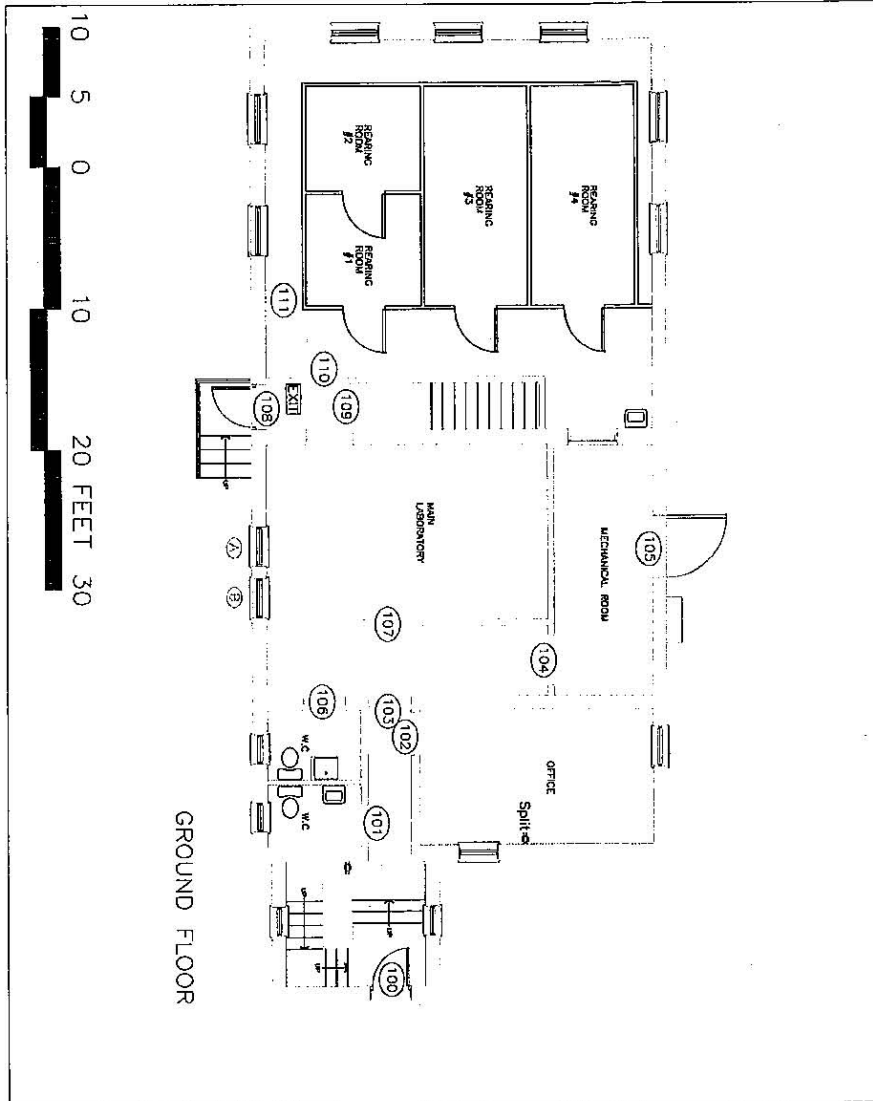 10 5 0 10 20 FEET 30
REARING
ROOM
#2
REARING
ROOM
#1
REARING
ROOM
#3
REARING
ROOM
#4
111
110
109
108
EXIT
UP
MAIN
LABORATORY
MECHANICAL ROOM
105
A
B
107
104
106
103
102
W.C
W.C
101
OFFICE
Split
UP
UP
UP
100
GROUND FLOOR